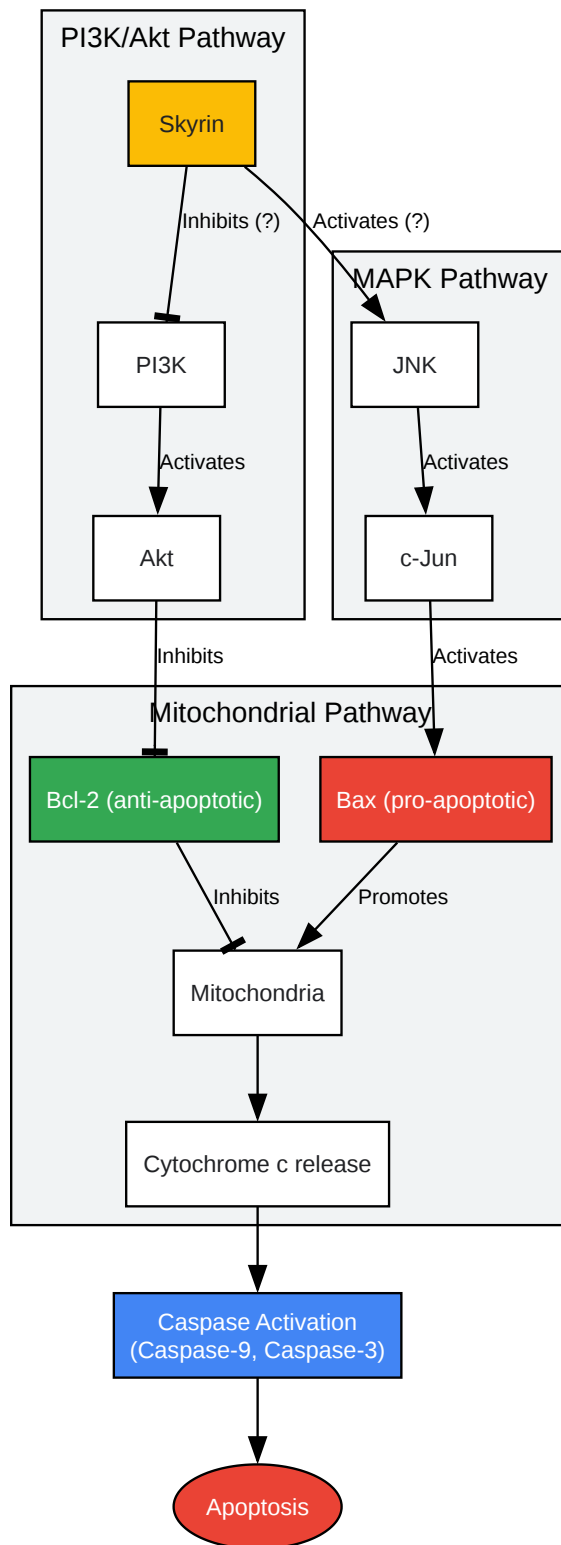 PI3K/Akt Pathway
Skyrin
Inhibits (?)
Activates (?)
MAPK Pathway
PI3K
JNK
Activates
Activates
Akt
c-Jun
Inhibits
Activates
Mitochondrial Pathway
Bcl-2 (anti-apoptotic)
Bax (pro-apoptotic)
Inhibits
Promotes
Mitochondria
Cytochrome c release
Caspase Activation
(Caspase-9, Caspase-3)
Apoptosis